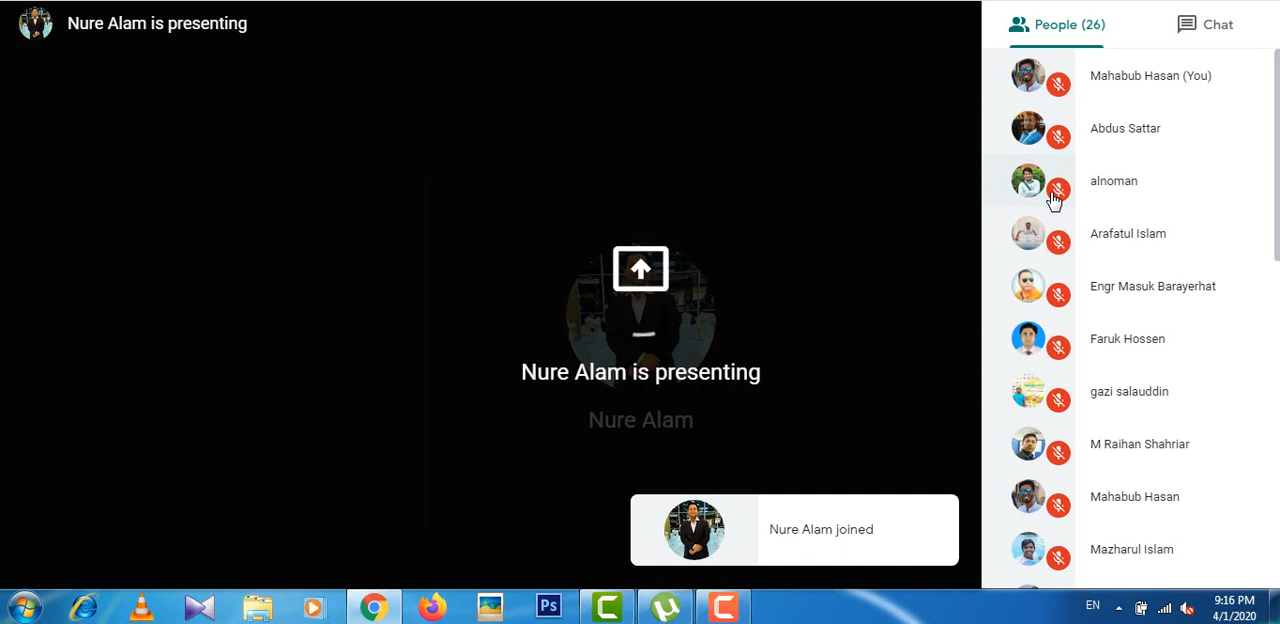 Nure Alam is presenting
People (26)
Chat
Mahabub Hasan (You)
Abdus Sattar
alnoman
Arafatul Islam
Engr Masuk Barayerhat
Faruk Hossen
gazi salauddin
M Raihan Shahriar
Mahabub Hasan
Mazharul Islam
Nure Alam is presenting
Nure Alam
Nure Alam joined
Ps
EN
9:16 PM
4/1/2020